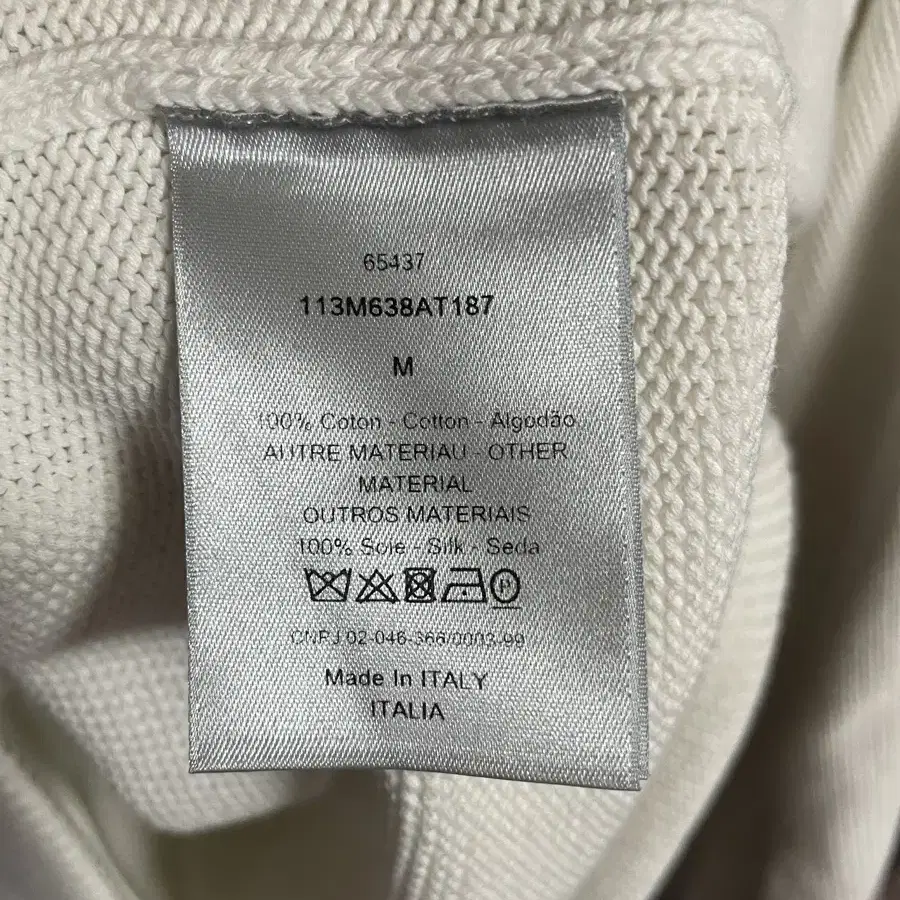 65437
113M638AT187
M
100% Coton - Cotton - Algodão
AUTRE MATERIAU - OTHER
MATERIAL
OUTROS MATERIAIS
100% Soie - Silk - Seda
CNPJ 02-046-366/0003-99
Made In ITALY
ITALIA